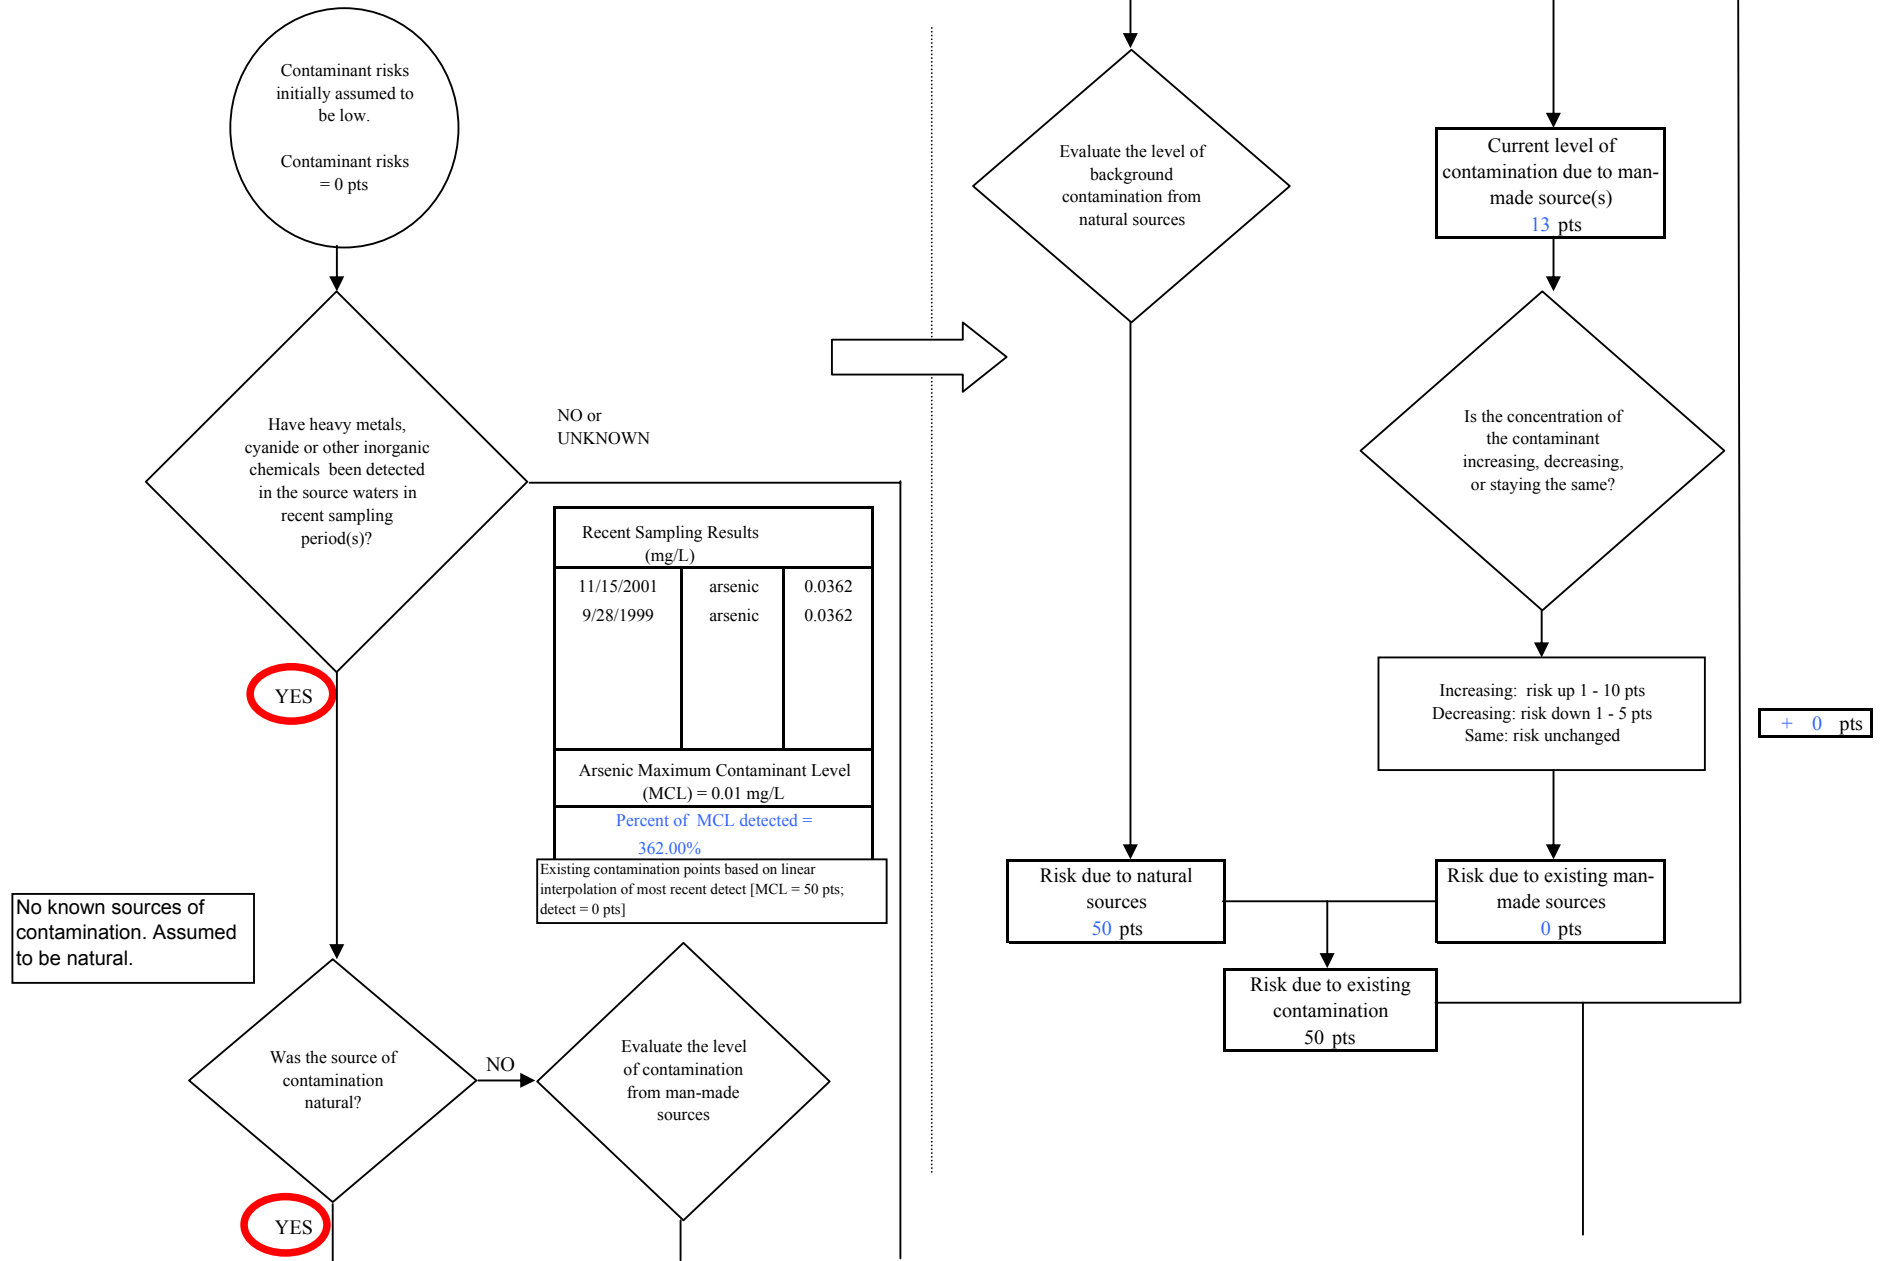 Contaminant risks
initially assumed to
be low.
Contaminant risks
= 0 pts
Have heavy metals,
cyanide or other inorganic
chemicals been detected
in the source waters in
recent sampling
period(s)?
NO or
UNKNOWN
YES
Recent Sampling Results
(mg/L)
11/15/2001 arsenic 0.0362
9/28/1999 arsenic 0.0362
Arsenic Maximum Contaminant Level
(MCL) = 0.01 mg/L
Percent of MCL detected =
362.00%
Existing contamination points based on linear
interpolation of most recent detect [MCL = 50 pts;
detect = 0 pts]
No known sources of
contamination. Assumed
to be natural.
Was the source of
contamination
natural?
NO
YES
Evaluate the level
of contamination
from man-made
sources
Evaluate the level of
background
contamination from
natural sources
Current level of
contamination due to man-
made source(s)
13 pts
Is the concentration of
the contaminant
increasing, decreasing,
or staying the same?
Increasing: risk up 1 - 10 pts
Decreasing: risk down 1 - 5 pts
Same: risk unchanged
+ 0 pts
Risk due to natural
sources
50 pts
Risk due to existing man-
made sources
0 pts
Risk due to existing
contamination
50 pts